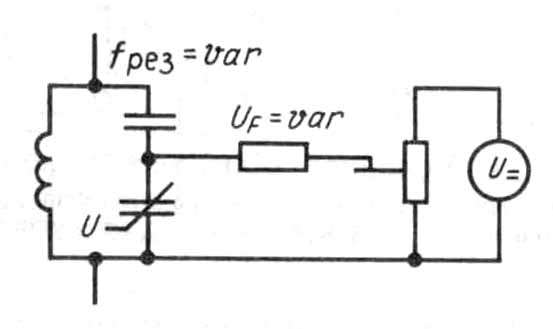 fрез = var
UF = var
U
U=